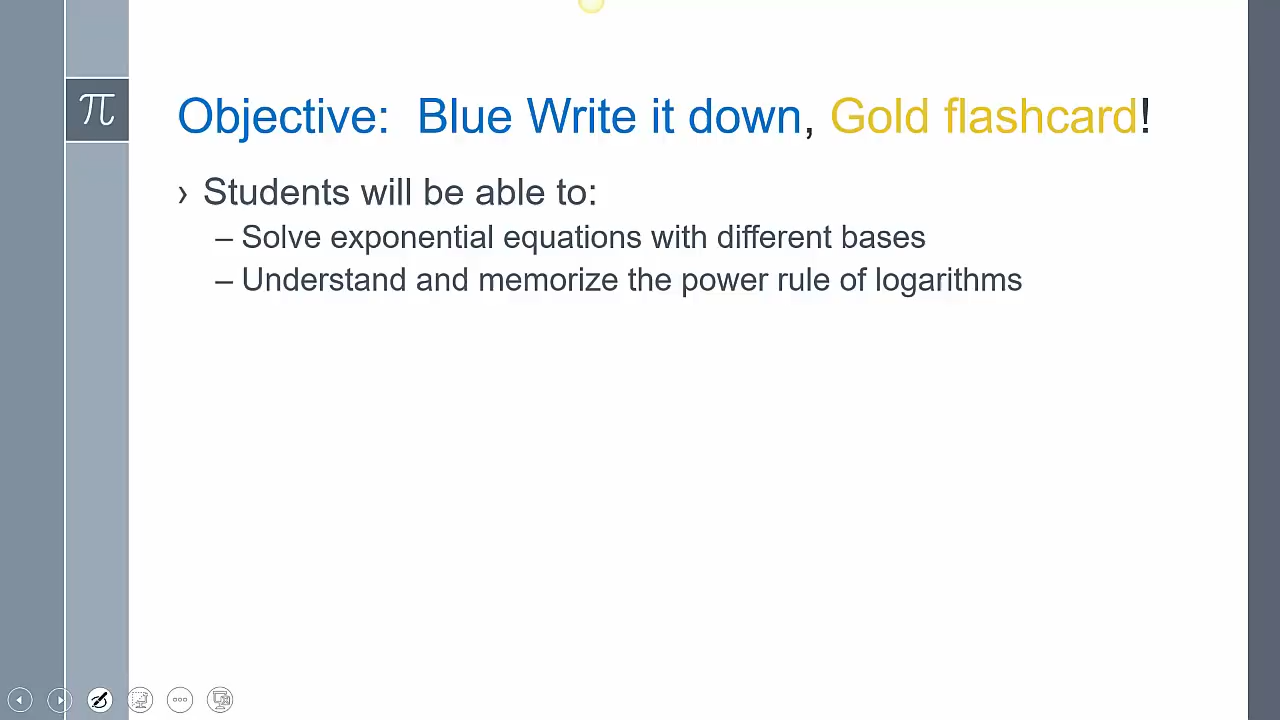 π
Objective: Blue Write it down, Gold flashcard!
› Students will be able to:
– Solve exponential equations with different bases
– Understand and memorize the power rule of logarithms